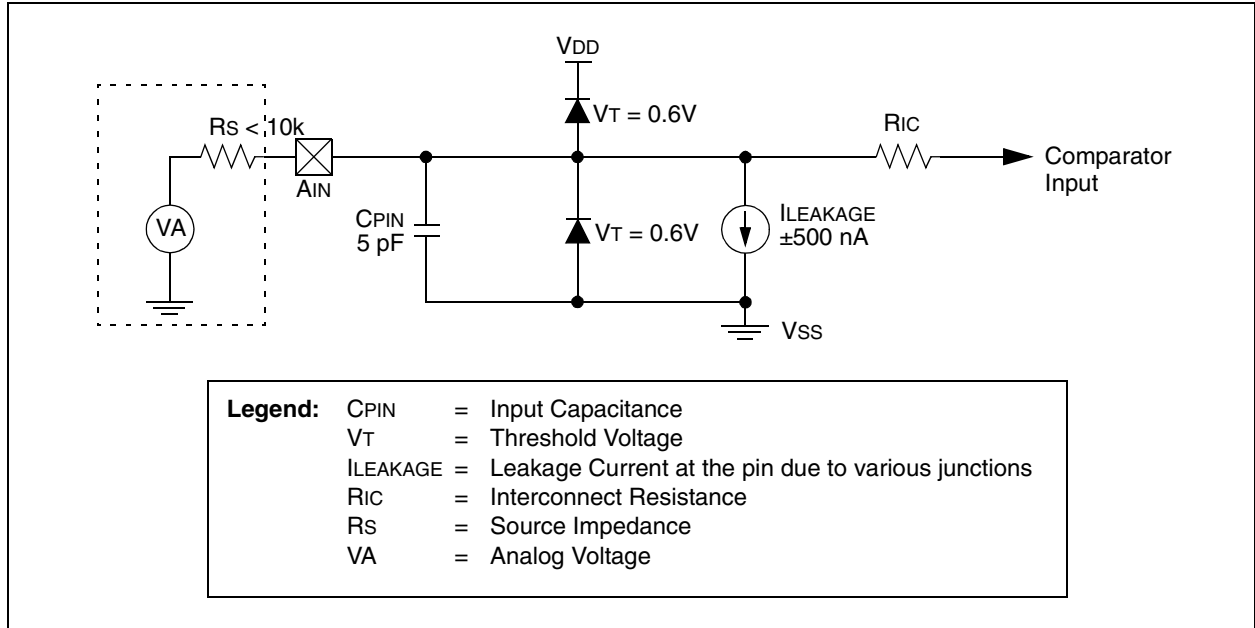 VDD
VT = 0.6V
RS < 10k
RIC
AIN
Comparator
Input
CPIN
5 pF
VA
VT = 0.6V
ILEAKAGE
±500 nA
VSS
Legend: CPIN = Input Capacitance
VT = Threshold Voltage
ILEAKAGE = Leakage Current at the pin due to various junctions
RIC = Interconnect Resistance
RS = Source Impedance
VA = Analog Voltage